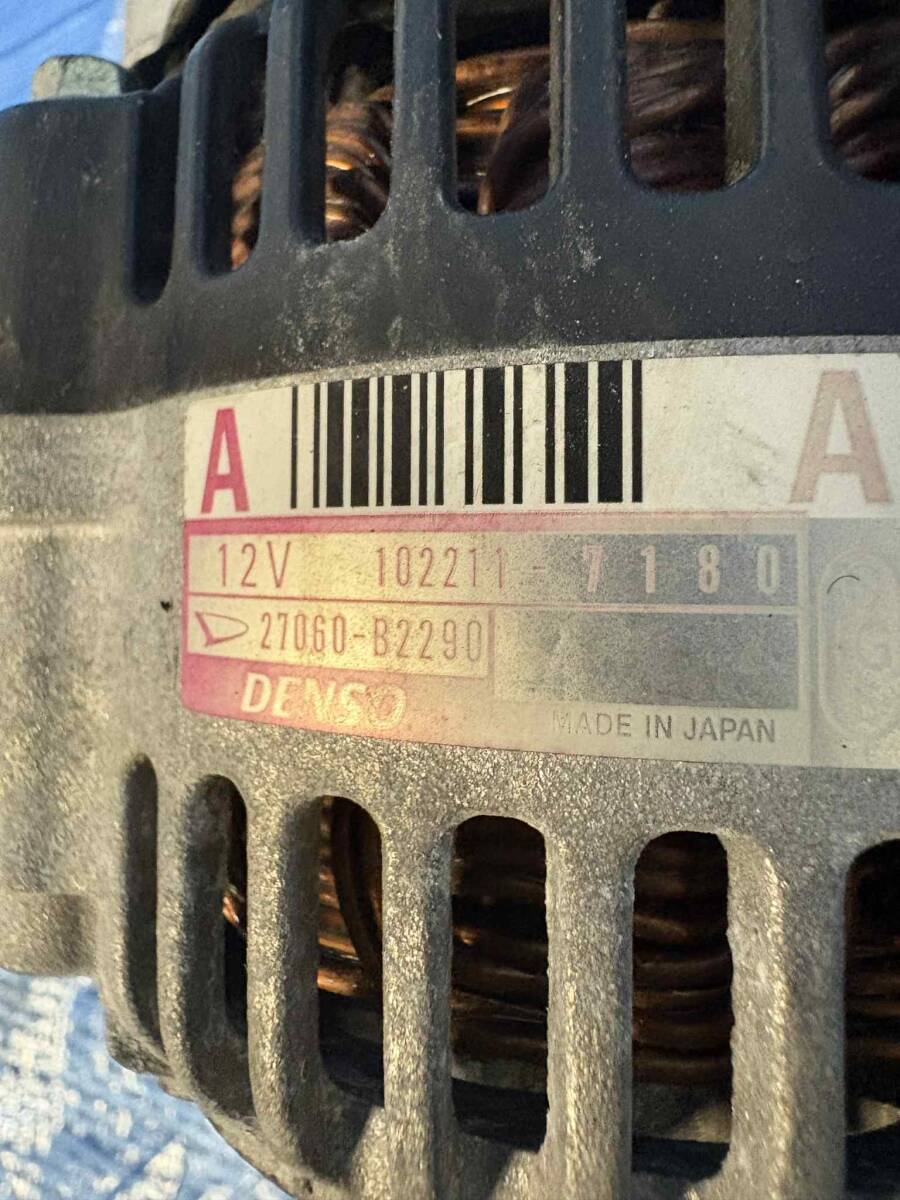 A A
12V 102211-7180
27060-B2290
DENSO
MADE IN JAPAN
G